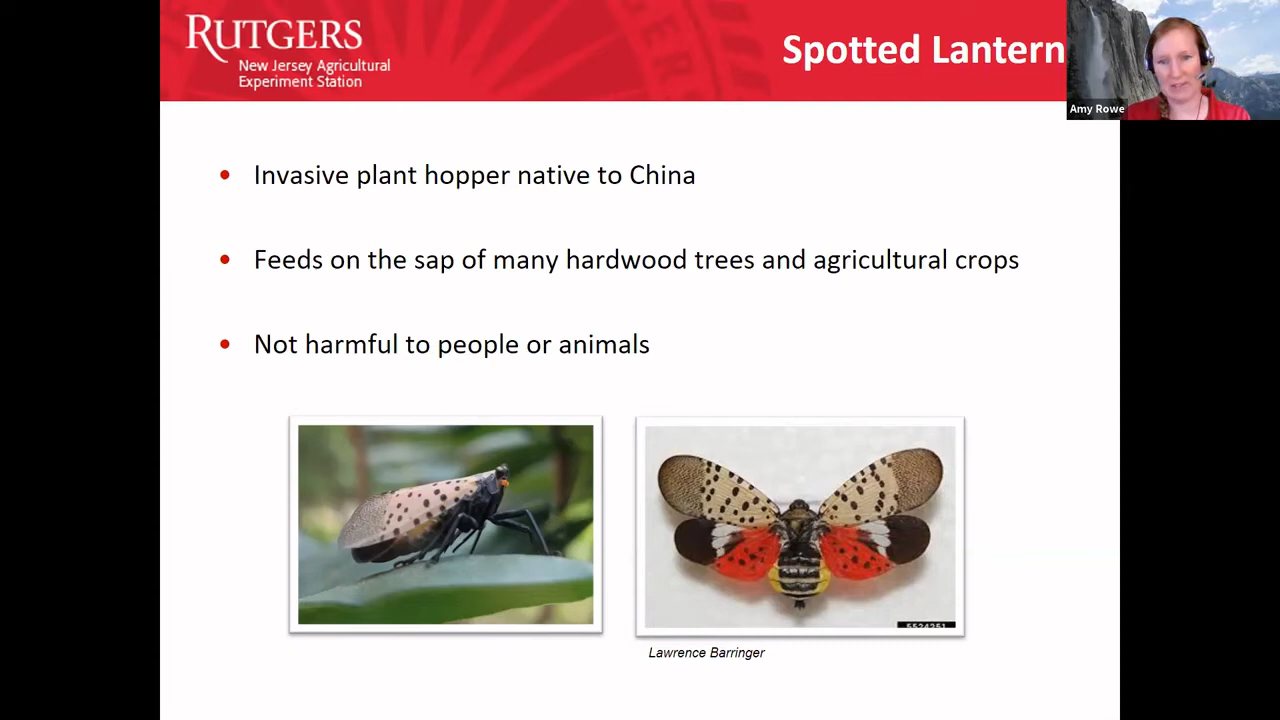 RUTGERS
New Jersey Agricultural
Experiment Station
Spotted Lantern
Amy Rowe
• Invasive plant hopper native to China
• Feeds on the sap of many hardwood trees and agricultural crops
• Not harmful to people or animals
Lawrence Barringer